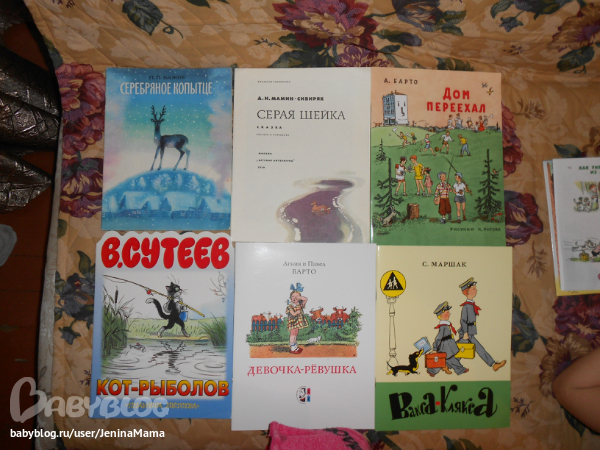 П.П. БАЖОВ
СЕРЕБРЯНОЕ КОПЫТЦЕ
Д. Н. МАМИН-СИБИРЯК
СЕРАЯ ШЕЙКА
СКАЗКА
А. БАРТО
ДОМ
ПЕРЕЕХАЛ
В. СУТЕЕВ
КОТ-РЫБОЛОВ
Агния и Павел
БАРТО
ДЕВОЧКА-РЁВУШКА
С. МАРШАК
Вакса-Клякса
BABYBLOG
babyblog.ru/user/JeninaMama